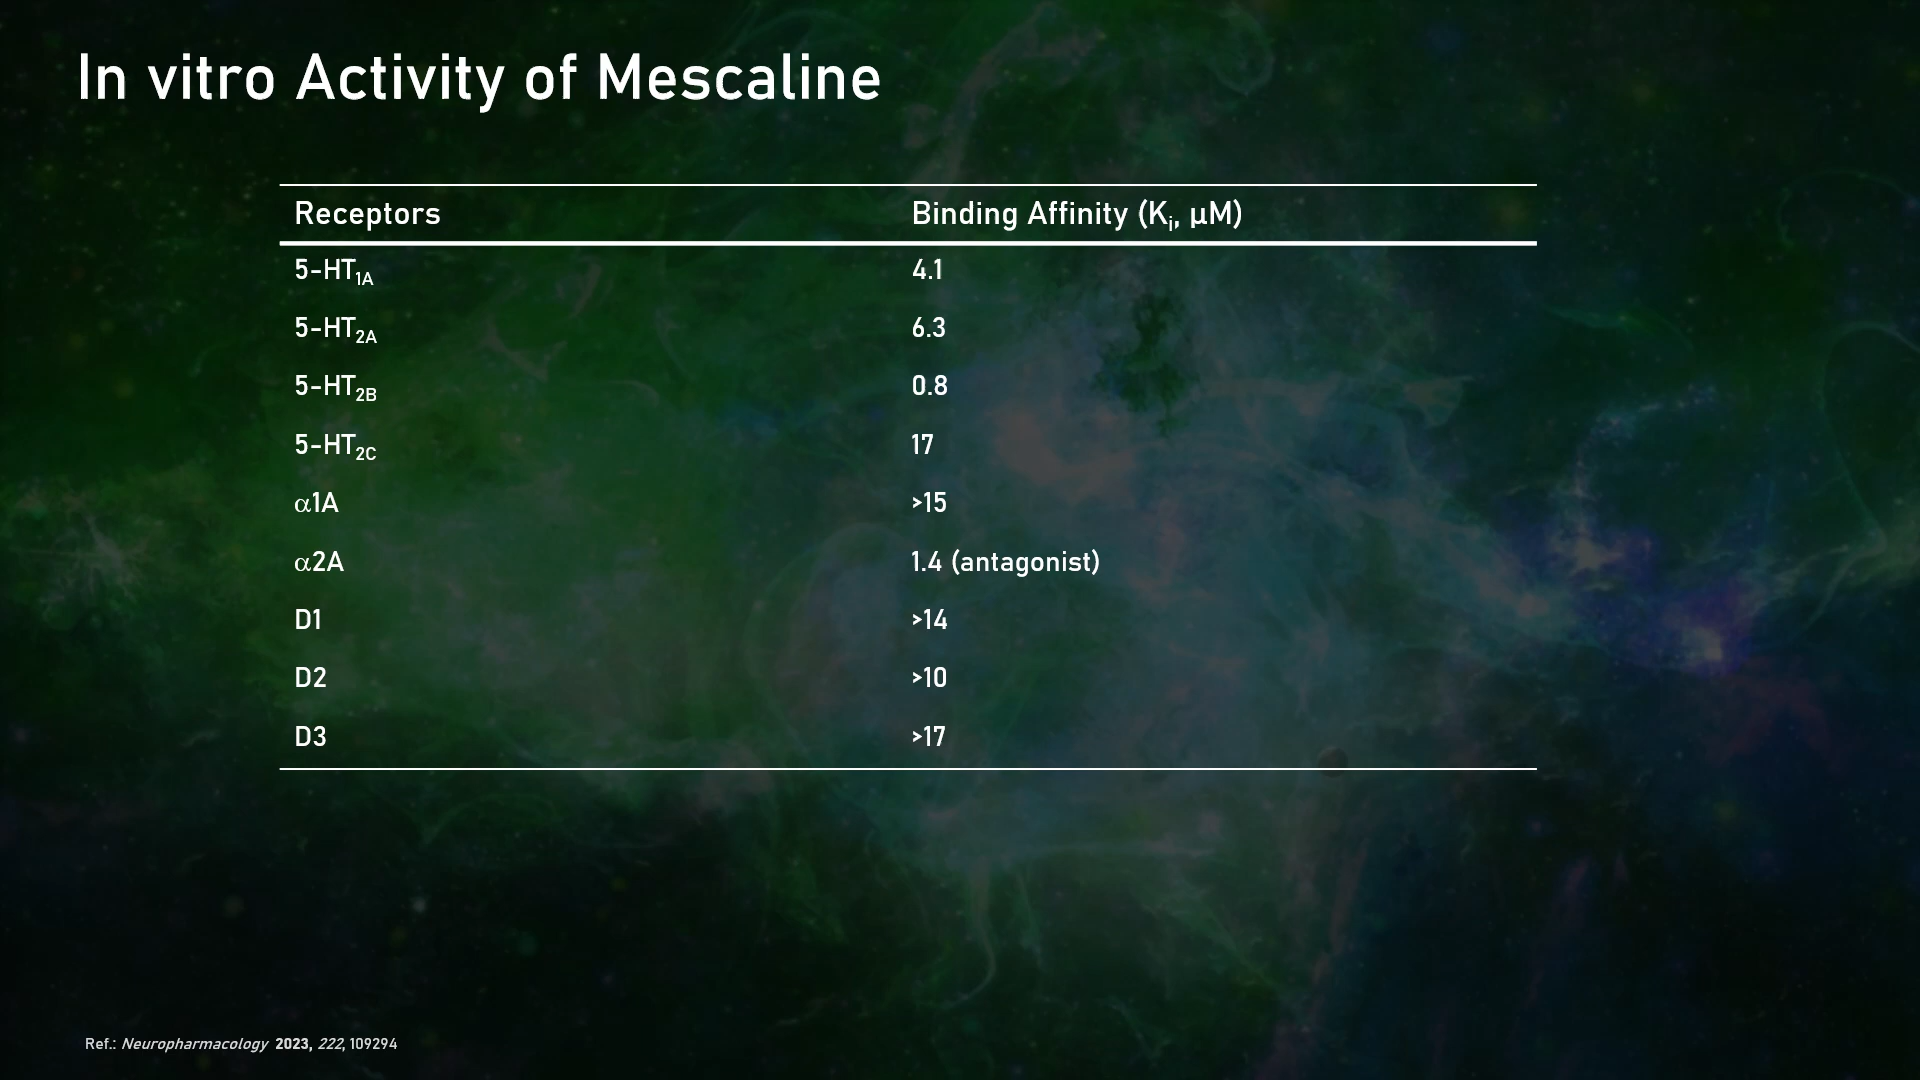 In vitro Activity of Mescaline
Receptors Binding Affinity (Ki, µM)
5-HT1A 4.1
5-HT2A 6.3
5-HT2B 0.8
5-HT2C 17
α1A >15
α2A 1.4 (antagonist)
D1 >14
D2 >10
D3 >17
Ref.: Neuropharmacology 2023, 222, 109294